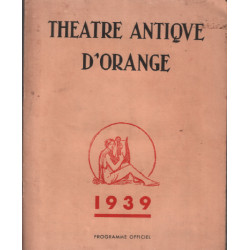 THEATRE ANTIQVE
D'ORANGE
1939
PROGRAMME OFFICIEL